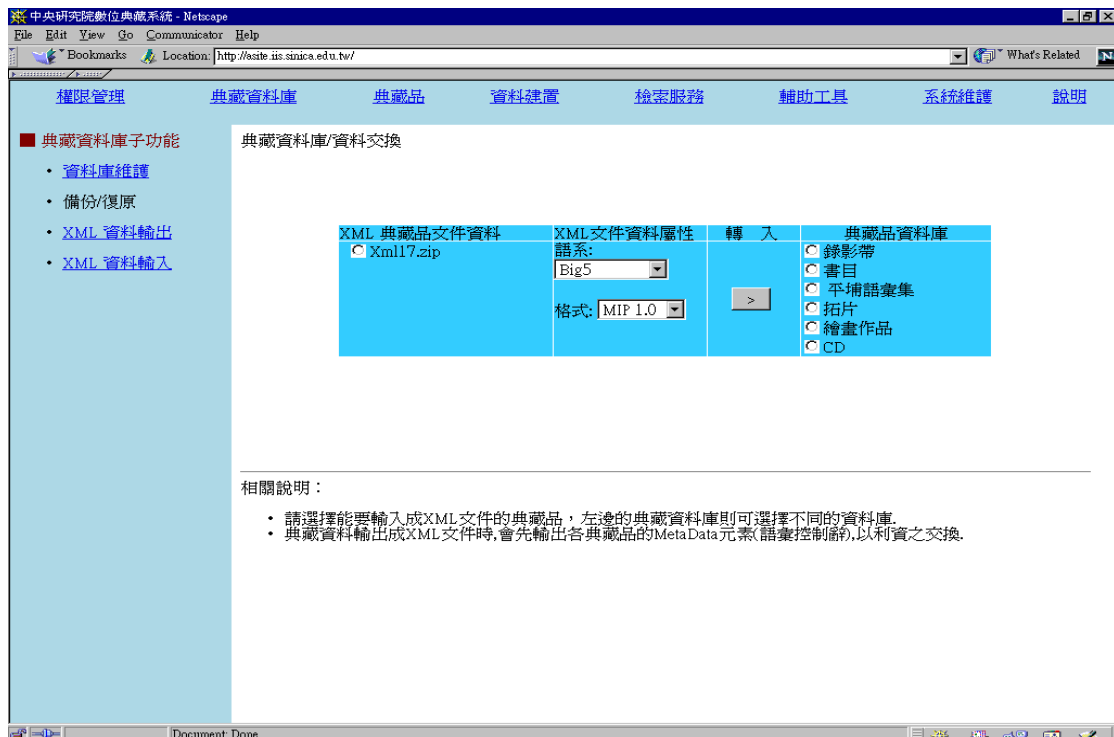 中央研究院數位典藏系統 - Netscape
File Edit View Go Communicator Help
Bookmarks Location: http://asite.iis.sinica.edu.tw/ What's Related N
權限管理 典藏資料庫 典藏品 資料建置 檢索服務 輔助工具 系統維護 說明
■ 典藏資料庫子功能
• 資料庫維護
• 備份/復原
• XML 資料輸出
• XML 資料輸入
典藏資料庫/資料交換
XML 典藏品文件資料 XML文件資料屬性 轉 入 典藏品資料庫
Xml17.zip
語系:
Big5
格式: MIP 1.0
>
錄影帶
書目
平埔語彙集
拓片
繪畫作品
CD
相關說明：
• 請選擇能要輸入成XML文件的典藏品，左邊的典藏資料庫則可選擇不同的資料庫.
• 典藏資料輸出成XML文件時,會先輸出各典藏品的MetaData元素(語彙控制辭),以利資之交換.
Document: Done